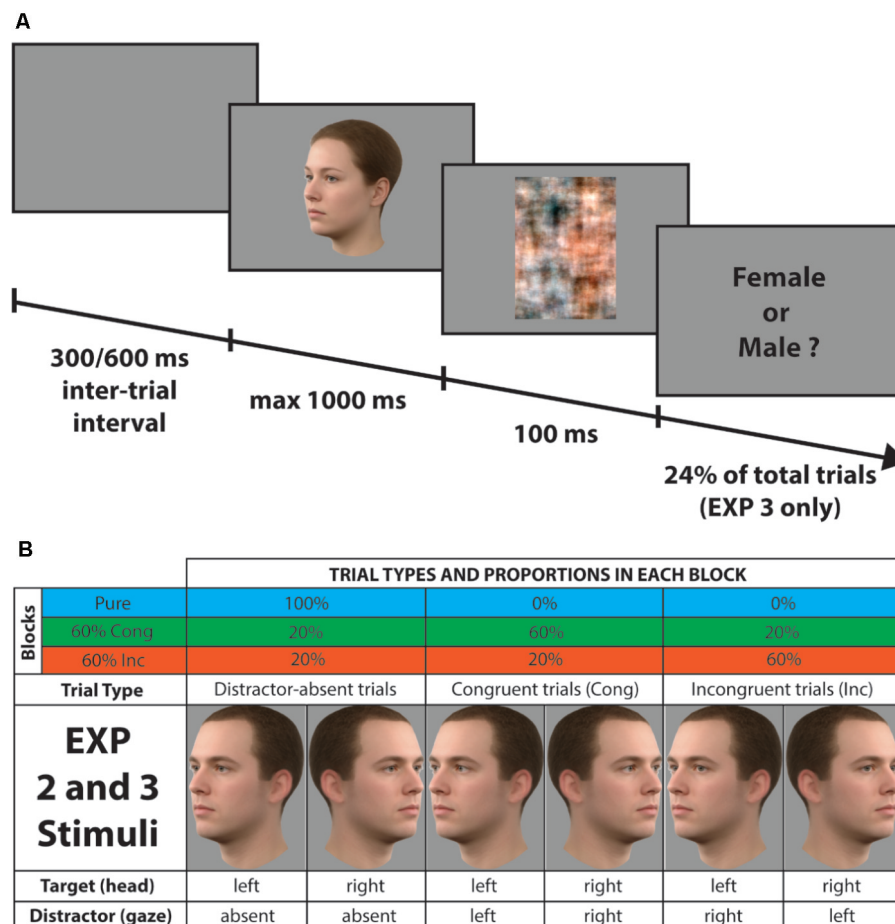 A
Female
or
Male ?
300/600 ms
inter-trial
interval
max 1000 ms
100 ms
24% of total trials
(EXP 3 only)
B
TRIAL TYPES AND PROPORTIONS IN EACH BLOCK
Blocks
Pure 100% 0% 0%
60% Cong 20% 60% 20%
60% Inc 20% 20% 60%
Trial Type Distractor-absent trials Congruent trials (Cong) Incongruent trials (Inc)
EXP
2 and 3
Stimuli
Target (head) left right left right left right
Distractor (gaze) absent absent left right right left